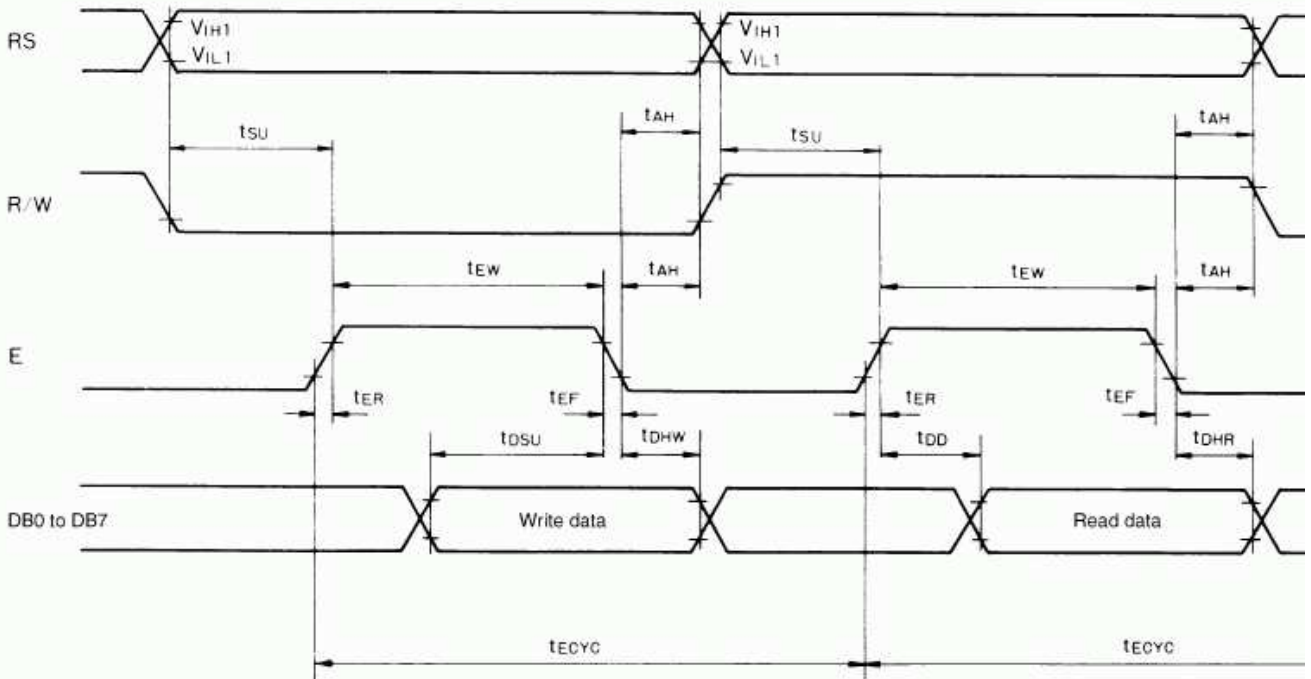 RS
VIH1
VIL1
VIH1
VIL1
tAH
tAH
tSU
tSU
R/W
tEW
tAH
tEW
tAH
E
tER
tEF
tER
tEF
tDSU
tDHW
tDD
tDHR
DB0 to DB7
Write data
Read data
tECYC
tECYC